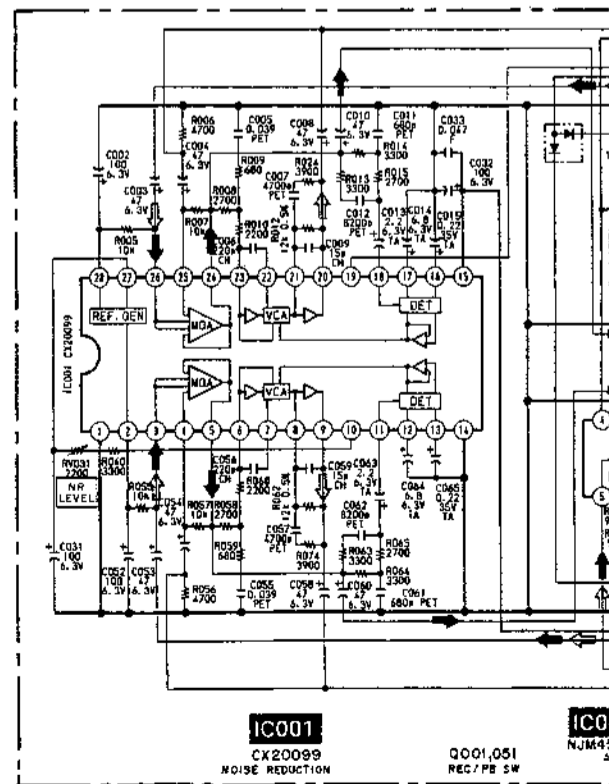 R006
4700
C005
0.039
PET
C008
47
6.3V
C010
47
6.3V
C011
680p
PET
C033
0.047
F
C002
100
6.3V
C004
47
6.3V
R009
680
R024
3900
R014
3300
C032
100
6.3V
C003
47
6.3V
R008
2700
C007
4700p
PET
R013
3300
R015
2700
R005
10k
R007
10k
R010
2200
R012
12k 0.5%
C012
8200p
PET
C013
2.2
6.3V
TA
C014
6.8
6.3V
TA
C015
0.22
35V
TA
C006
220p
CH
C009
15p
CH
28 27 26 25 24 23 22 21 20 19 18 17 16 15
REF. GEN
MOA
VCA
DET
IC001 CX20099
MOA
VCA
DET
1 2 3 4 5 6 7 8 9 10 11 12 13 14
4
5
RV031
2200
R040
3300
NR
LEVEL
R055
10k
C054
47
6.3V
R057
10k
R058
2700
C056
220p
CH
R060
2200
R062
12k 0.5%
C059
15p
CH
C063
2.2
6.3V
TA
C064
6.8
6.3V
TA
C065
0.22
35V
TA
C062
8200p
PET
C057
4700p
PET
R059
680
R074
3900
R063
3300
R065
2700
R064
3300
C031
100
6.3V
C052
100
6.3V
C053
47
6.3V
R056
4700
C055
0.039
PET
C058
47
6.3V
C060
47
6.3V
C061
680p PET
IC001
CX20099
NOISE REDUCTION
Q001,051
REC/PB SW
IC0
NJM45